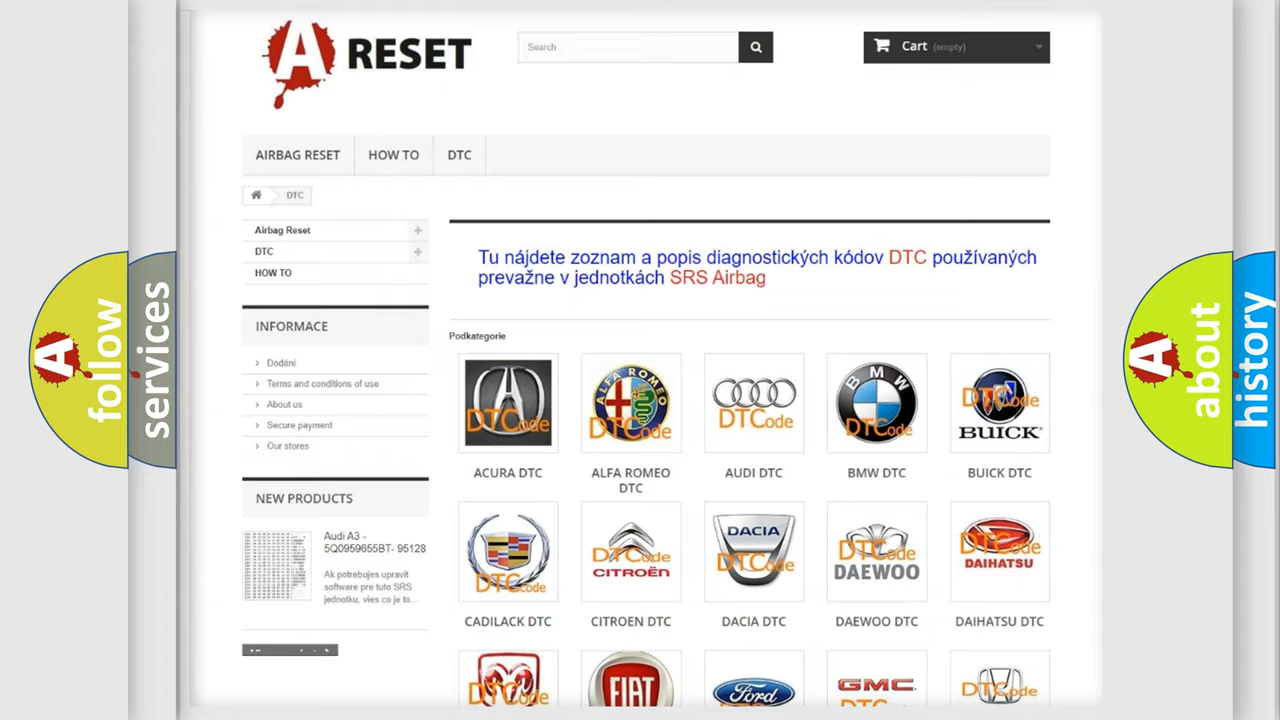 A RESET
Search
Cart (empty)
AIRBAG RESET
HOW TO
DTC
DTC
Airbag Reset
DTC
HOW TO
INFORMACE
Dodání
Terms and conditions of use
About us
Secure payment
Our stores
NEW PRODUCTS
Audi A3 -
5Q0959655BT- 95128
Ak potrebujes upravit
software pre tuto SRS
jednotku, vies co je to...
Tu nájdete zoznam a popis diagnostických kódov DTC používaných
prevažne v jednotkách SRS Airbag
Podkategorie
DTCode
ALFA ROMEO
DTCode
DTCode
BMW
DTCode
DTCode
BUICK
ACURA DTC
ALFA ROMEO
DTC
AUDI DTC
BMW DTC
BUICK DTC
DTCode
DTCode
CITROËN
DACIA
DTCode
DTCode
DAEWOO
DTCode
DAIHATSU
CADILACK DTC
CITROEN DTC
DACIA DTC
DAEWOO DTC
DAIHATSU DTC
DTCode
FIAT
Ford
GMC
DTCode
A
follow
services
A
about
history